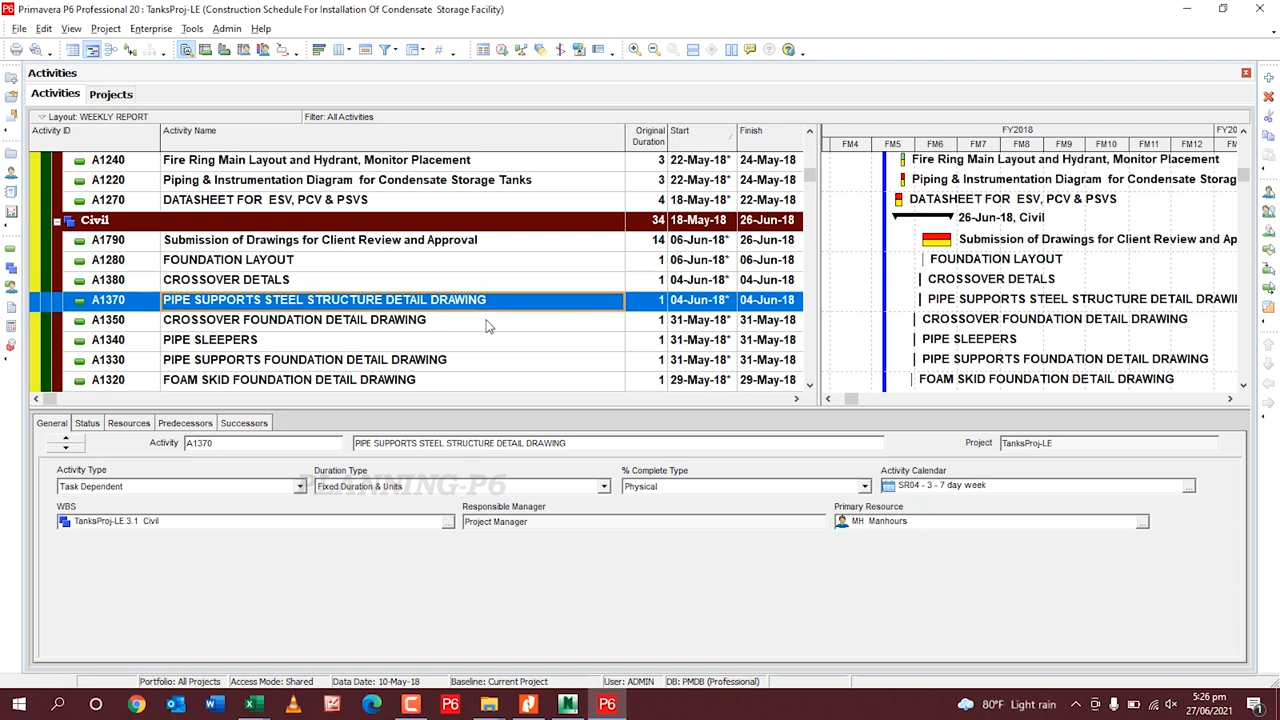 Primavera P6 Professional 20 : TanksProj-LE (Construction Schedule For Installation Of Condensate Storage Facility)
File Edit View Project Enterprise Tools Admin Help
Activities
Activities Projects
Layout: WEEKLY REPORT Filter: All Activities
Activity ID Activity Name Original Duration Start Finish
FY2018
FM4 FM5 FM6 FM7 FM8 FM9 FM10 FM11 FM12
A1240 Fire Ring Main Layout and Hydrant, Monitor Placement 3 22-May-18* 24-May-18 Fire Ring Main Layout and Hydrant, Monitor Placement
A1220 Piping & Instrumentation Diagram for Condensate Storage Tanks 3 22-May-18* 24-May-18 Piping & Instrumentation Diagram for Condensate Storag
A1270 DATASHEET FOR ESV, PCV & PSVS 4 18-May-18* 22-May-18 DATASHEET FOR ESV, PCV & PSVS
Civil 34 18-May-18 26-Jun-18 26-Jun-18, Civil
A1790 Submission of Drawings for Client Review and Approval 14 06-Jun-18* 26-Jun-18 Submission of Drawings for Client Review and Ap
A1280 FOUNDATION LAYOUT 1 06-Jun-18* 06-Jun-18 FOUNDATION LAYOUT
A1380 CROSSOVER DETALS 1 04-Jun-18* 04-Jun-18 CROSSOVER DETALS
A1370 PIPE SUPPORTS STEEL STRUCTURE DETAIL DRAWING 1 04-Jun-18* 04-Jun-18 PIPE SUPPORTS STEEL STRUCTURE DETAIL DRAWIN
A1350 CROSSOVER FOUNDATION DETAIL DRAWING 1 31-May-18* 31-May-18 CROSSOVER FOUNDATION DETAIL DRAWING
A1340 PIPE SLEEPERS 1 31-May-18* 31-May-18 PIPE SLEEPERS
A1330 PIPE SUPPORTS FOUNDATION DETAIL DRAWING 1 31-May-18* 31-May-18 PIPE SUPPORTS FOUNDATION DETAIL DRAWING
A1320 FOAM SKID FOUNDATION DETAIL DRAWING 1 29-May-18* 29-May-18 FOAM SKID FOUNDATION DETAIL DRAWING
General Status Resources Predecessors Successors
Activity A1370 PIPE SUPPORTS STEEL STRUCTURE DETAIL DRAWING Project TanksProj-LE
Activity Type Duration Type % Complete Type Activity Calendar
Task Dependent Fixed Duration & Units Physical SR04 - 3 - 7 day week
PLANNING-P6
WBS Responsible Manager Primary Resource
TanksProj-LE.3.1 Civil Project Manager MH Manhours
Portfolio: All Projects Access Mode: Shared Data Date: 10-May-18 Baseline: Current Project User: ADMIN DB: PMDB (Professional)
80°F Light rain
5:26 pm
27/06/2021